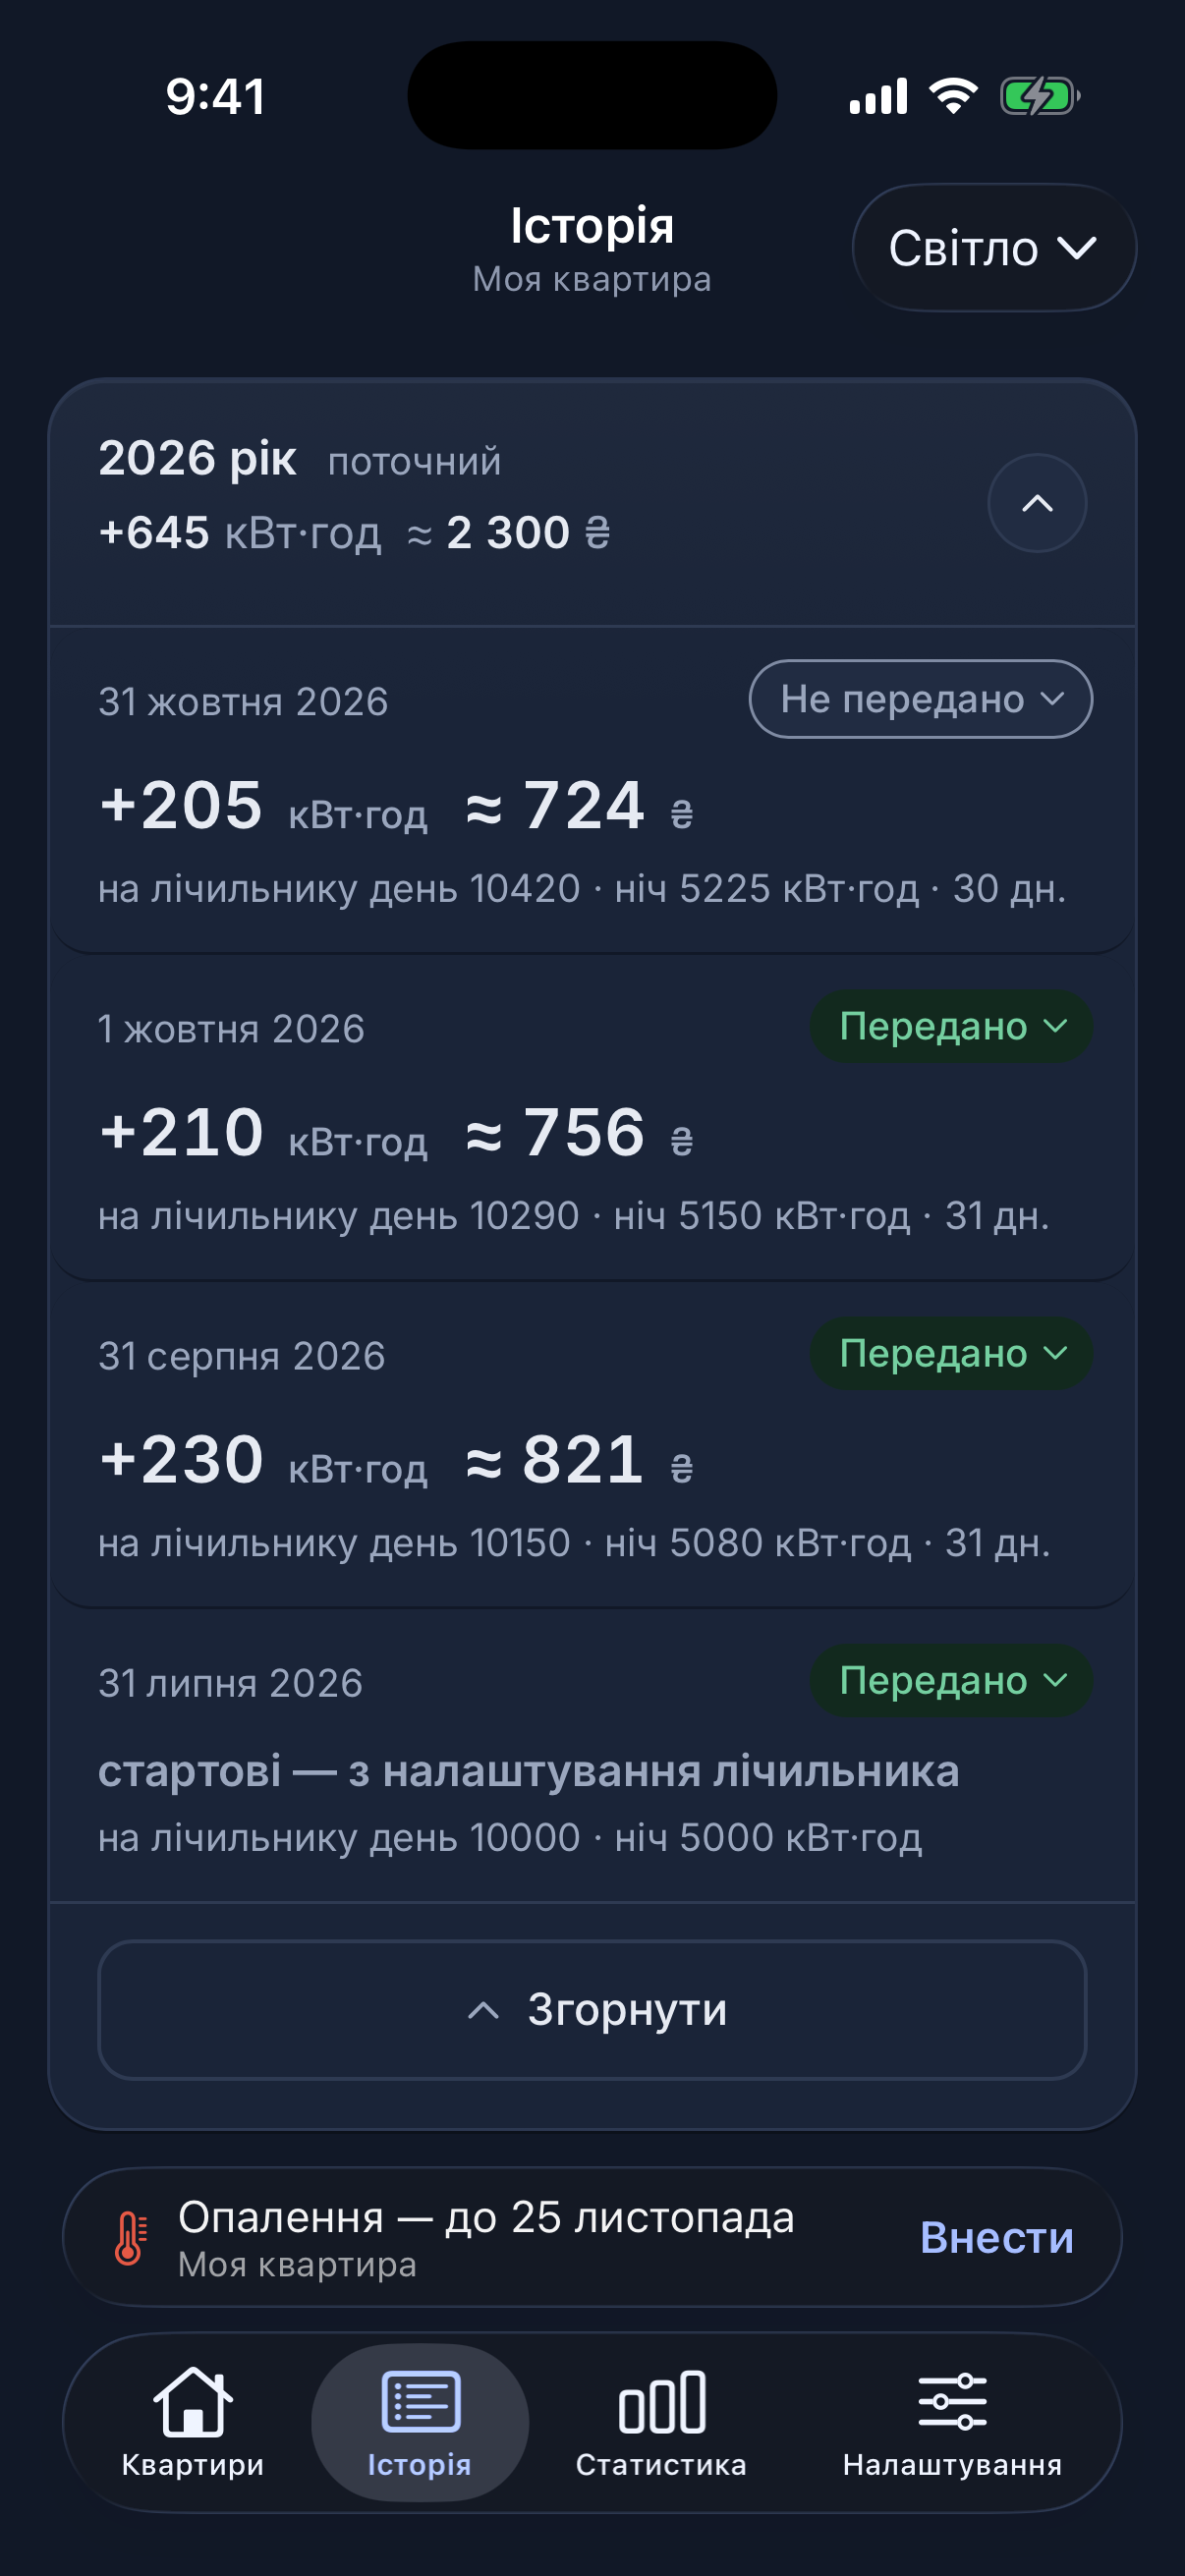 9:41
Історія
Моя квартира
Світло
2026 рік поточний
+645 кВт·год ≈ 2 300 ₴
31 жовтня 2026 Не передано
+205 кВт·год ≈ 724 ₴
на лічильнику день 10420 · ніч 5225 кВт·год · 30 дн.
1 жовтня 2026 Передано
+210 кВт·год ≈ 756 ₴
на лічильнику день 10290 · ніч 5150 кВт·год · 31 дн.
31 серпня 2026 Передано
+230 кВт·год ≈ 821 ₴
на лічильнику день 10150 · ніч 5080 кВт·год · 31 дн.
31 липня 2026 Передано
стартові — з налаштування лічильника
на лічильнику день 10000 · ніч 5000 кВт·год
Згорнути
Опалення — до 25 листопада
Моя квартира
Внести
Квартири Історія Статистика Налаштування